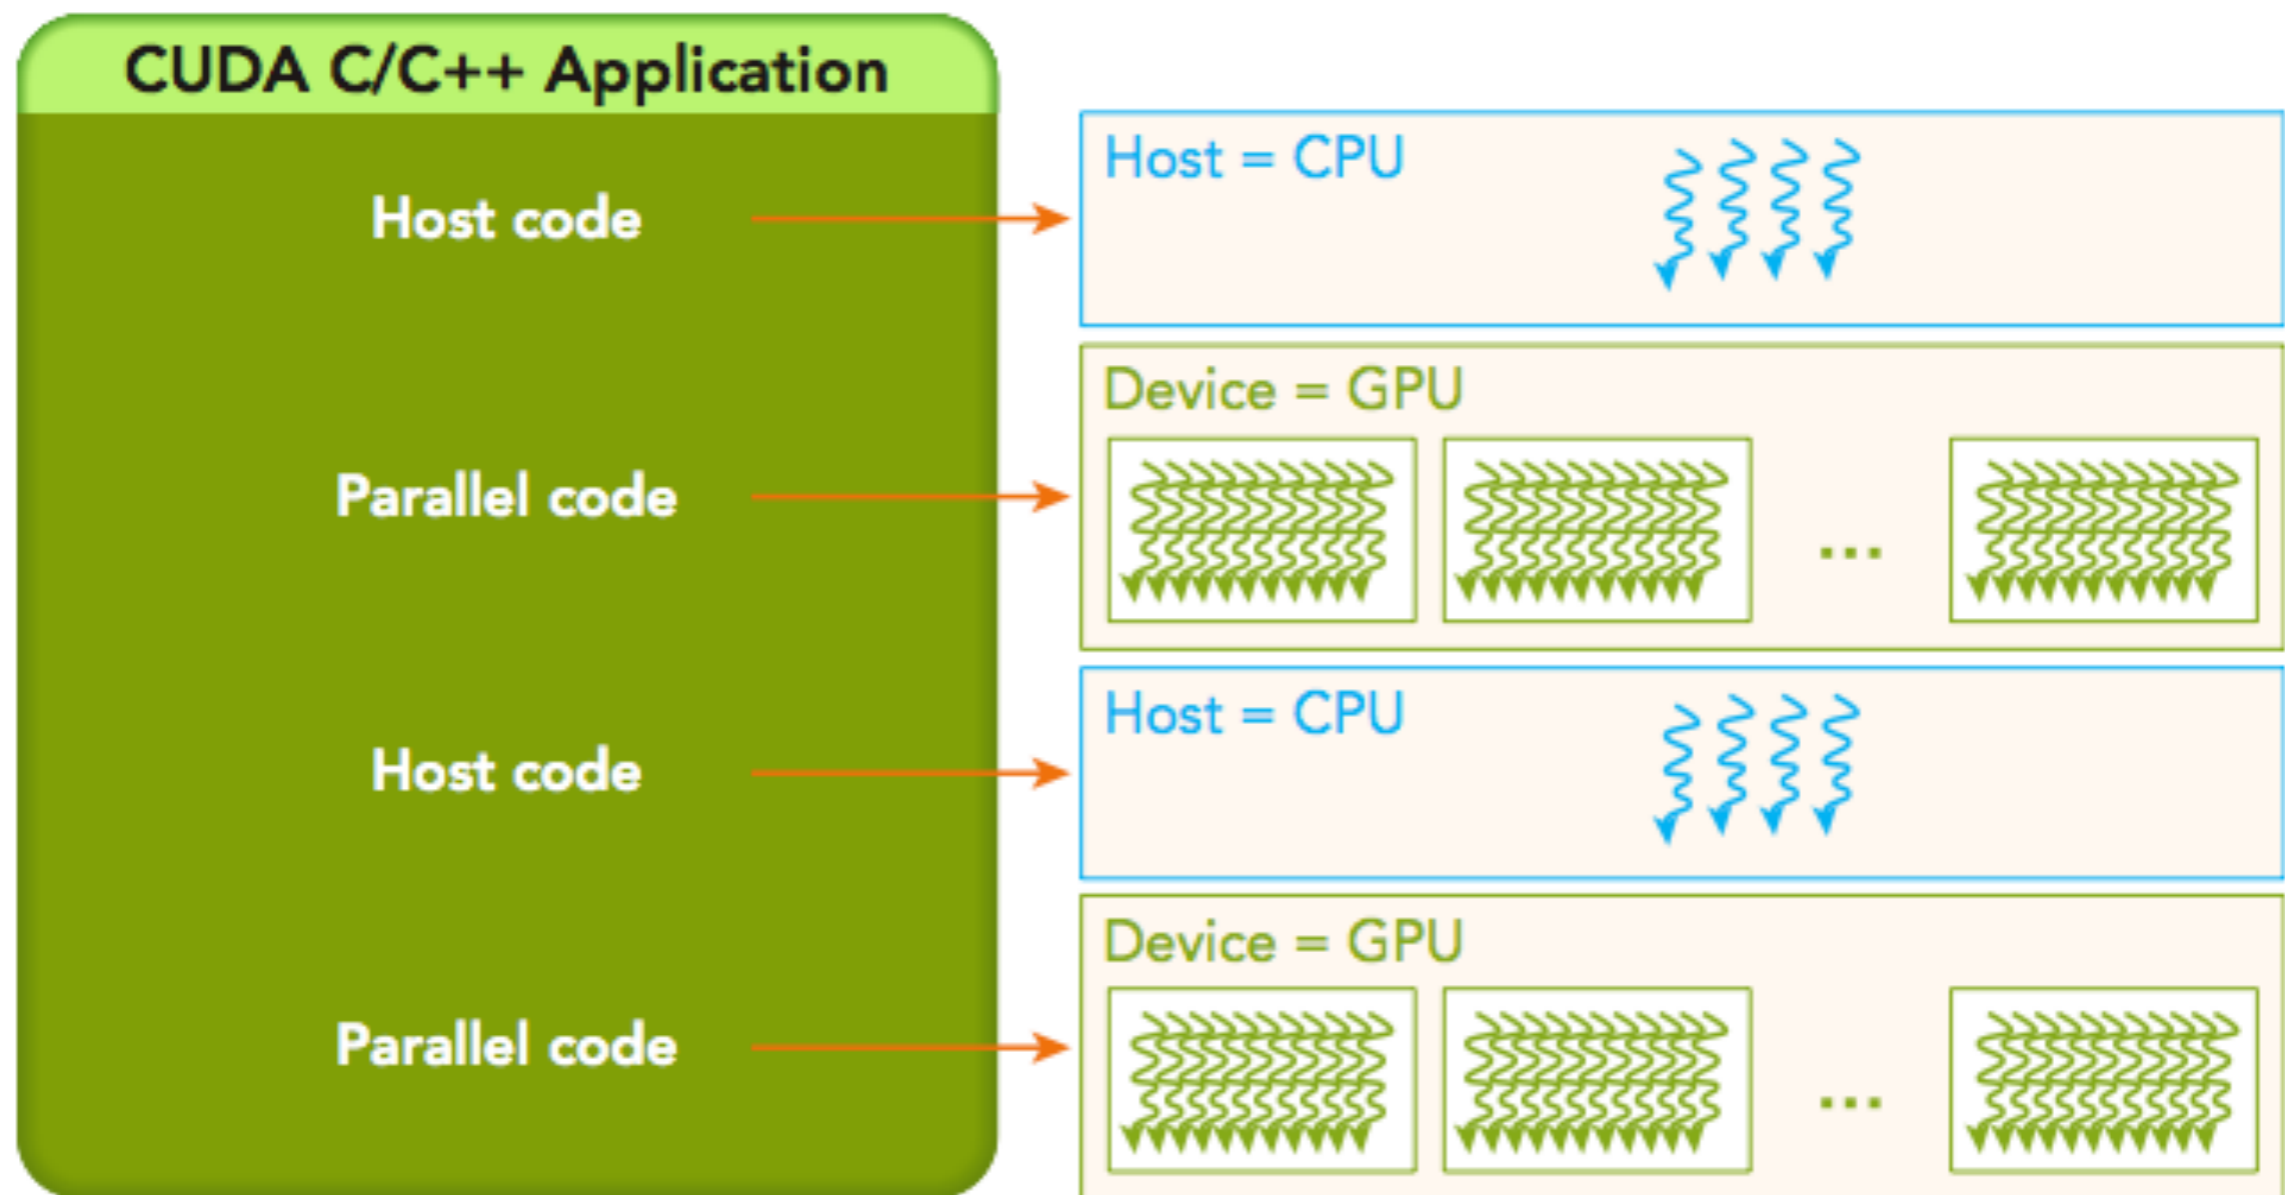 CUDA C/C++ Application
Host code
Host = CPU
Parallel code
Device = GPU
...
Host code
Host = CPU
Parallel code
Device = GPU
...